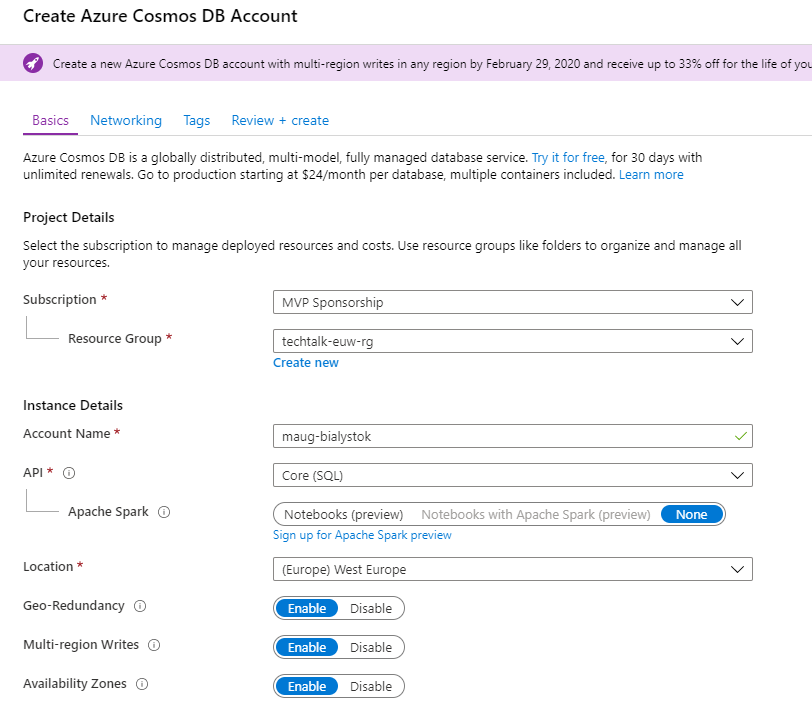 Create Azure Cosmos DB Account
Create a new Azure Cosmos DB account with multi-region writes in any region by February 29, 2020 and receive up to 33% off for the life of you
Basics Networking Tags Review + create
Azure Cosmos DB is a globally distributed, multi-model, fully managed database service. Try it for free, for 30 days with
unlimited renewals. Go to production starting at $24/month per database, multiple containers included. Learn more
Project Details
Select the subscription to manage deployed resources and costs. Use resource groups like folders to organize and manage all
your resources.
Subscription * MVP Sponsorship
Resource Group * techtalk-euw-rg
Create new
Instance Details
Account Name * maug-bialystok
API * Core (SQL)
Apache Spark Notebooks (preview) Notebooks with Apache Spark (preview) None
Sign up for Apache Spark preview
Location * (Europe) West Europe
Geo-Redundancy Enable Disable
Multi-region Writes Enable Disable
Availability Zones Enable Disable